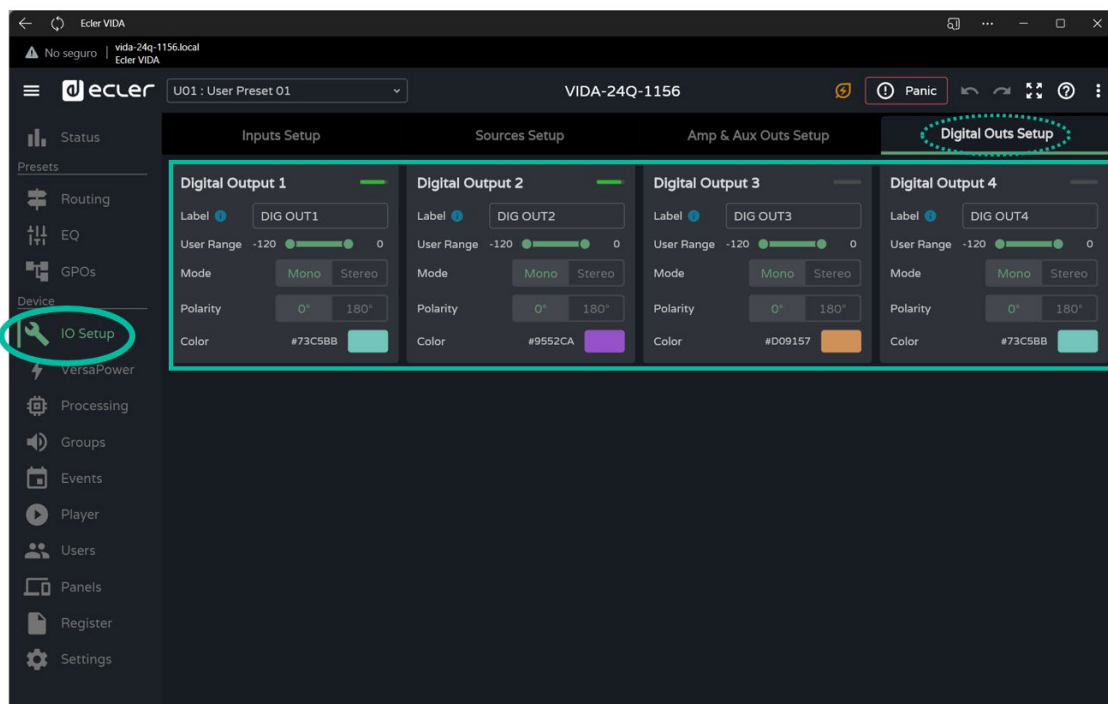 Ecler VIDA
No seguro
vida-24q-1156.local
Ecler VIDA
ecler
U01 : User Preset 01
VIDA-24Q-1156
Panic
Status
Presets
Routing
EQ
GPOs
Device
IO Setup
VersaPower
Processing
Groups
Events
Player
Users
Panels
Register
Settings
Inputs Setup
Sources Setup
Amp & Aux Outs Setup
Digital Outs Setup
Digital Output 1
Label DIG OUT1
User Range -120 0
Mode Mono Stereo
Polarity 0° 180°
Color #73C5BB
Digital Output 2
Label DIG OUT2
User Range -120 0
Mode Mono Stereo
Polarity 0° 180°
Color #9552CA
Digital Output 3
Label DIG OUT3
User Range -120 0
Mode Mono Stereo
Polarity 0° 180°
Color #D09157
Digital Output 4
Label DIG OUT4
User Range -120 0
Mode Mono Stereo
Polarity 0° 180°
Color #73C5BB